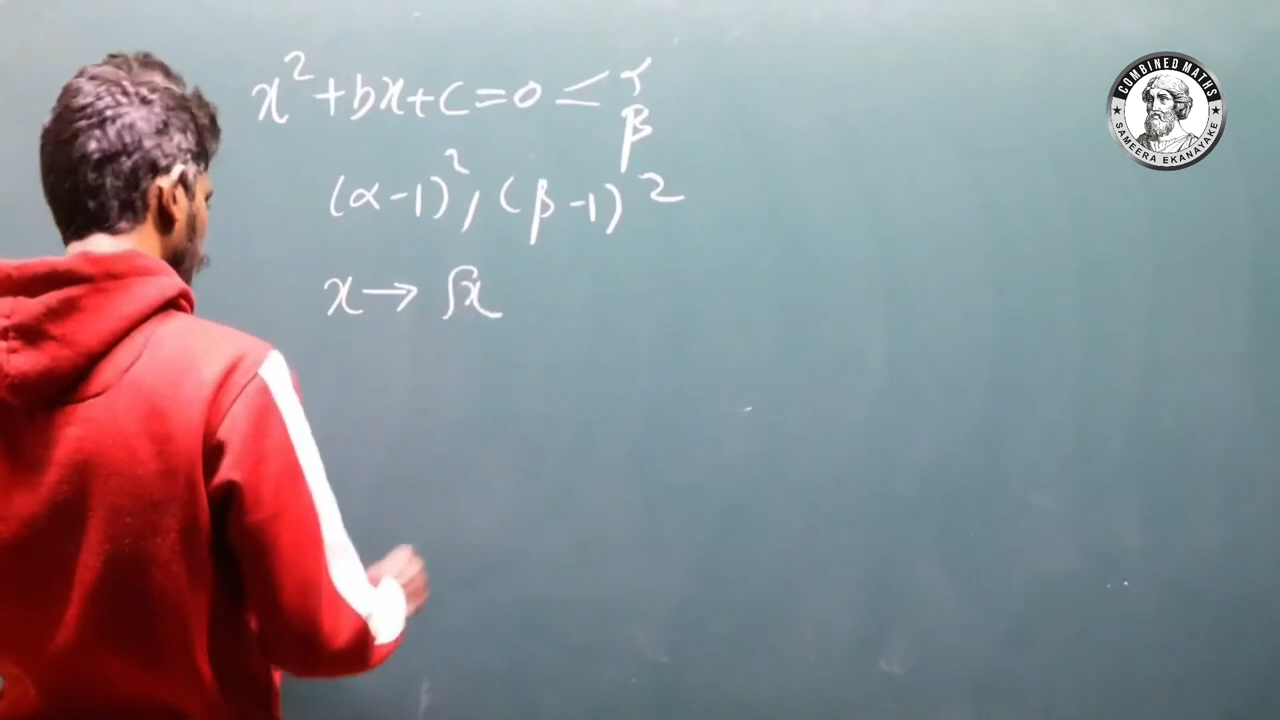 x²+bx+c=0 < α
β
(α-1)², (β-1)²
x → √x
COMBINED MATHS
★ SAMEERA EKANAYAKE ★